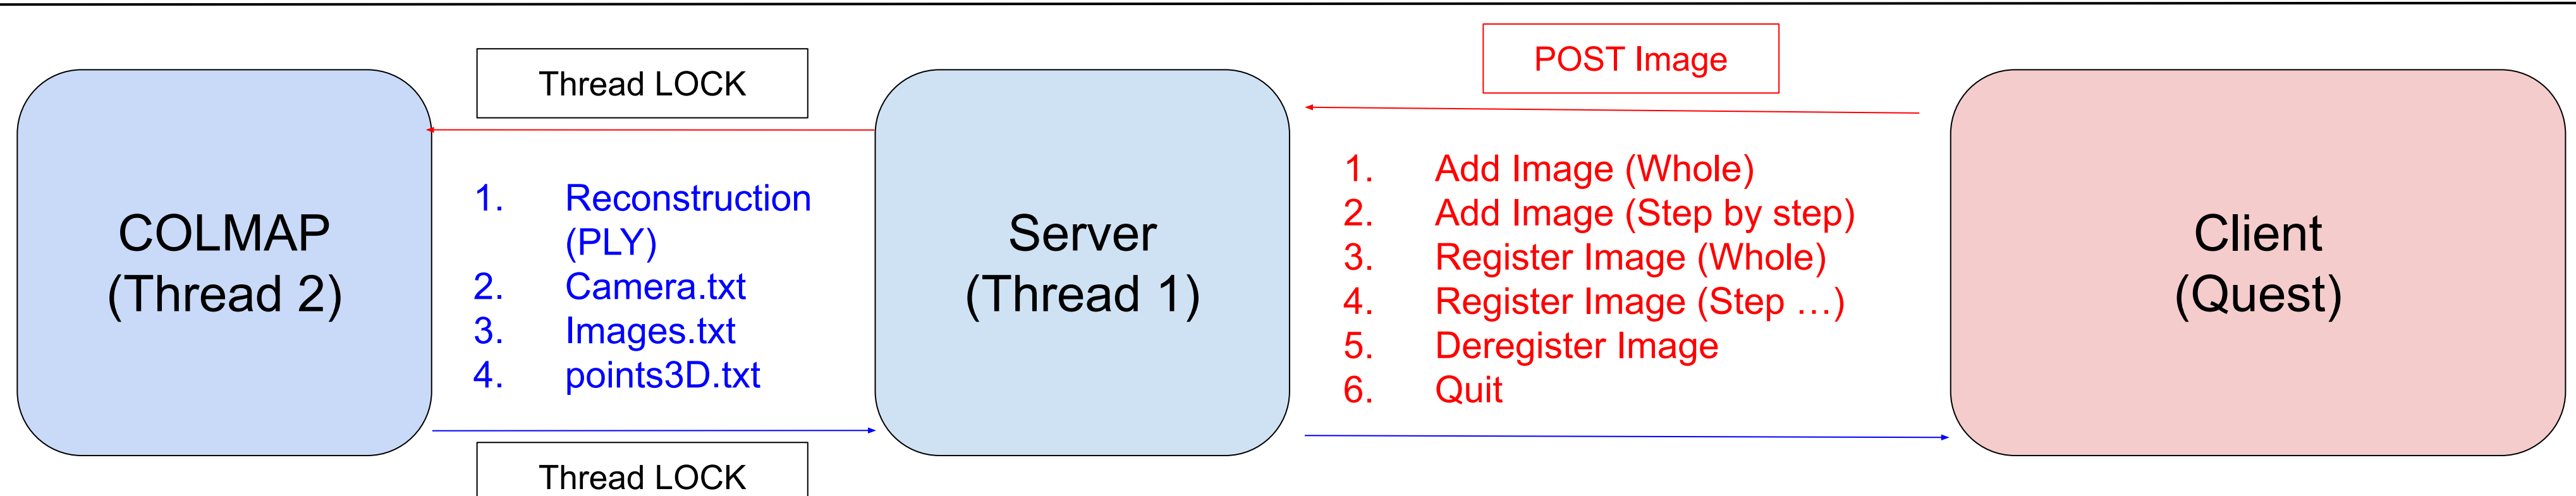 COLMAP
(Thread 2)
Thread LOCK
1. Reconstruction
(PLY)
2. Camera.txt
3. Images.txt
4. points3D.txt
Thread LOCK
Server
(Thread 1)
POST Image
1. Add Image (Whole)
2. Add Image (Step by step)
3. Register Image (Whole)
4. Register Image (Step …)
5. Deregister Image
6. Quit
Client
(Quest)